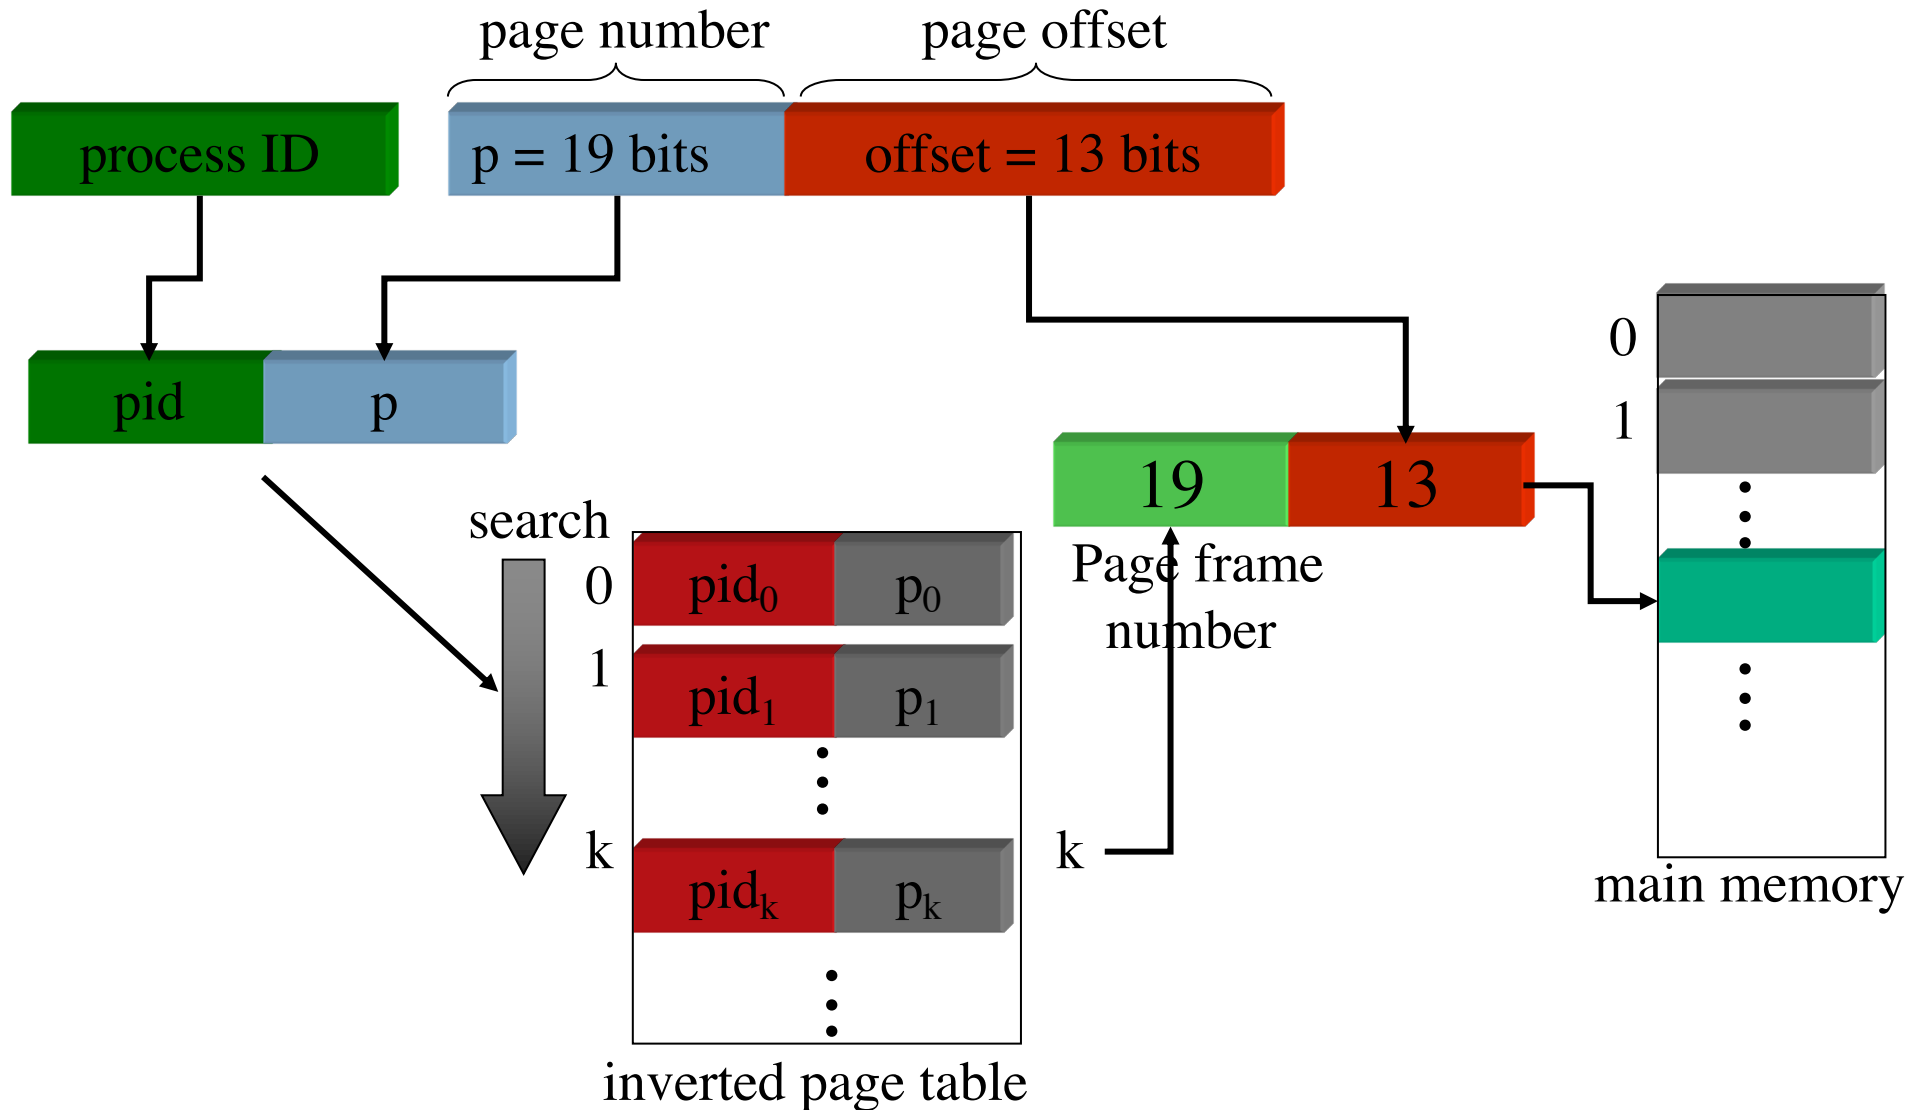 page number
page offset
process ID
p = 19 bits
offset = 13 bits
0
pid
p
1
19
13
search
Page frame
number
0
pid0
p0
1
pid1
p1
k
pidk
pk
k
main memory
inverted page table